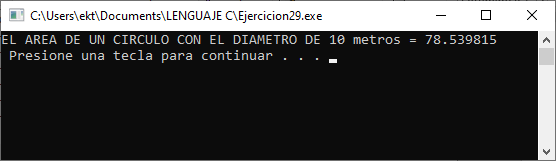 C:\Users\ekt\Documents\LENGUAJE C\Ejercicion29.exe
EL AREA DE UN CIRCULO CON EL DIAMETRO DE 10 metros = 78.539815
Presione una tecla para continuar . . .